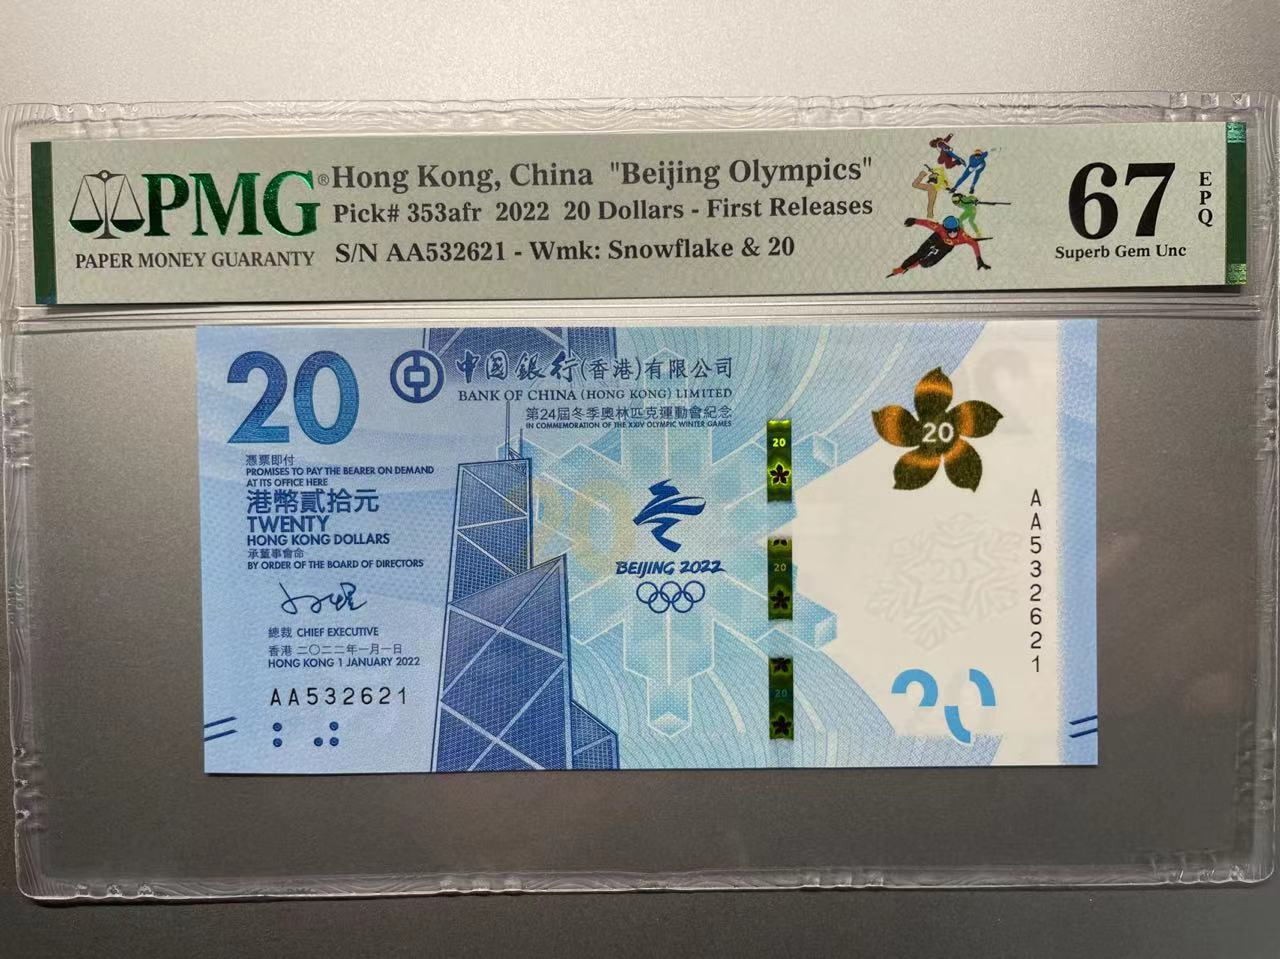 PMG®
PAPER MONEY GUARANTY
Hong Kong, China "Beijing Olympics"
Pick# 353afr 2022 20 Dollars - First Releases
S/N AA532621 - Wmk: Snowflake & 20
67
EPQ
Superb Gem Unc
20
中國銀行(香港)有限公司
BANK OF CHINA (HONG KONG) LIMITED
第24屆冬季奧林匹克運動會紀念
IN COMMEMORATION OF THE XXIV OLYMPIC WINTER GAMES
憑票即付
PROMISES TO PAY THE BEARER ON DEMAND
AT ITS OFFICE HERE
港幣貳拾元
TWENTY
HONG KONG DOLLARS
承董事會命
BY ORDER OF THE BOARD OF DIRECTORS
總裁 CHIEF EXECUTIVE
香港 二〇二二年一月一日
HONG KONG 1 JANUARY 2022
AA532621
20
BEIJING 2022
20
20
20
20
20
AA532621
20